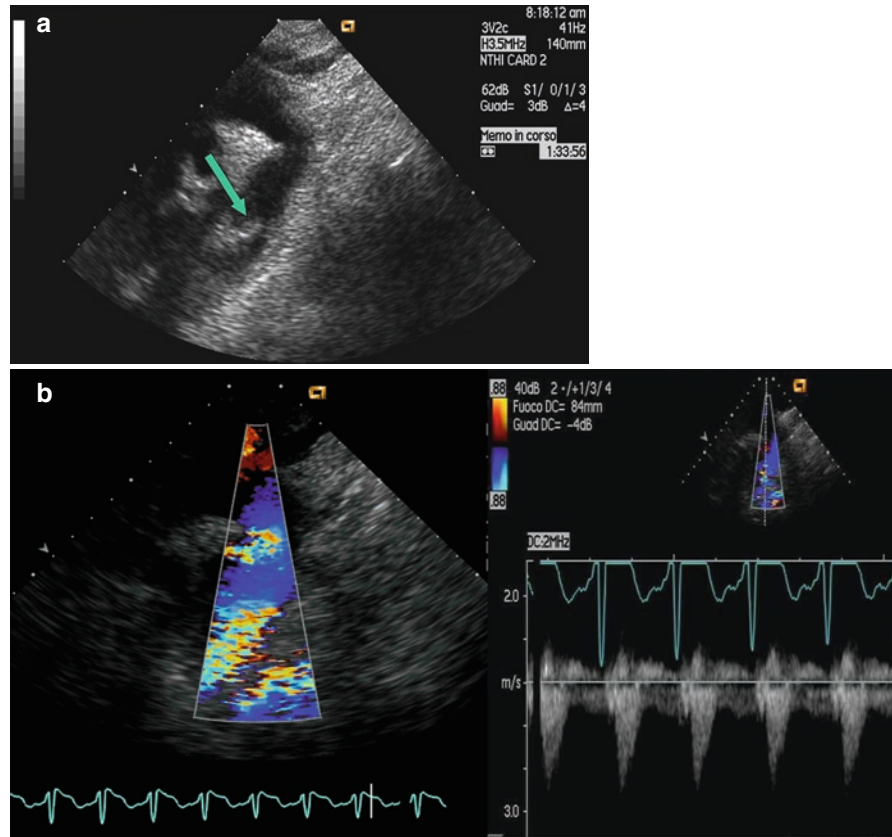 a
8:18:12 am
3V2c 41Hz
H3.5MHz 140mm
NTHI CARD 2
62dB S1/ 0/1/ 3
Guad= 3dB Δ=4
Memo in corso
1:33:56
b
.88 40dB 2 •/+1/3/ 4
Fuoco DC= 84mm
Guad DC= -4dB
.88
DC:2MHz
2.0
m/s
3.0